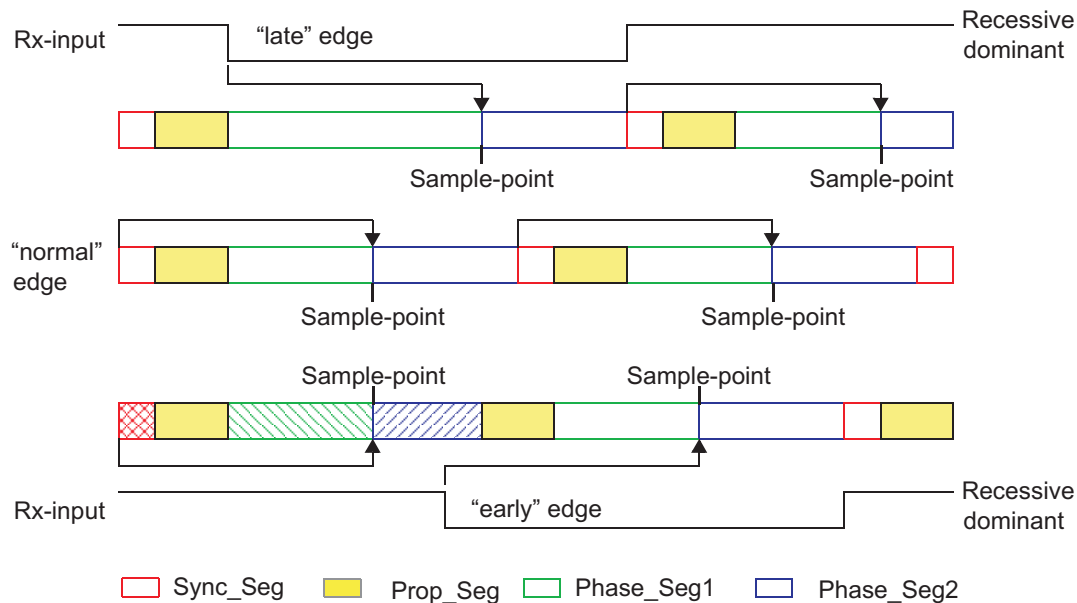 Rx-input
“late” edge
Recessive
dominant
Sample-point
Sample-point
“normal”
edge
Sample-point
Sample-point
Sample-point
Sample-point
Rx-input
“early” edge
Recessive
dominant
Sync_Seg
Prop_Seg
Phase_Seg1
Phase_Seg2